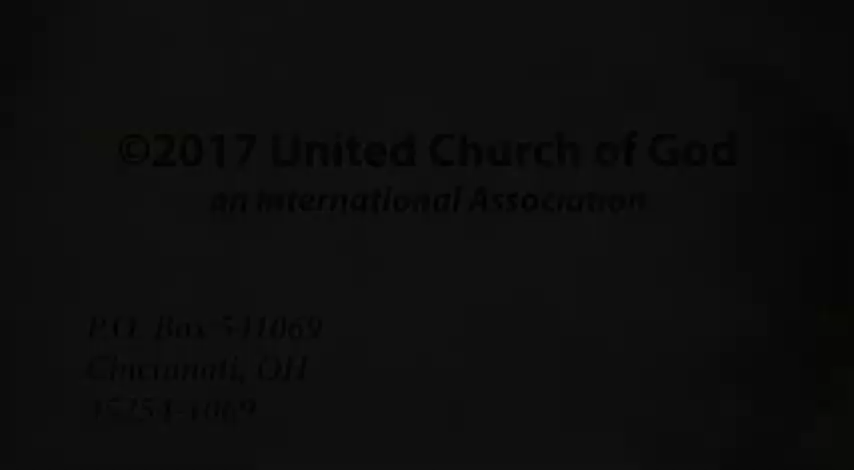 ©2017 United Church of God
an International Association
P.O. Box 541069
Cincinnati, OH
45254-1069